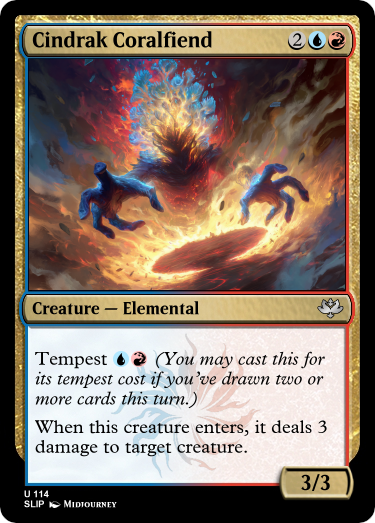 Cindrak Coralfiend 2
Creature — Elemental
Tempest (You may cast this for
its tempest cost if you've drawn two or
more cards this turn.)
When this creature enters, it deals 3
damage to target creature.
3/3
U 114
SLIP Midjourney